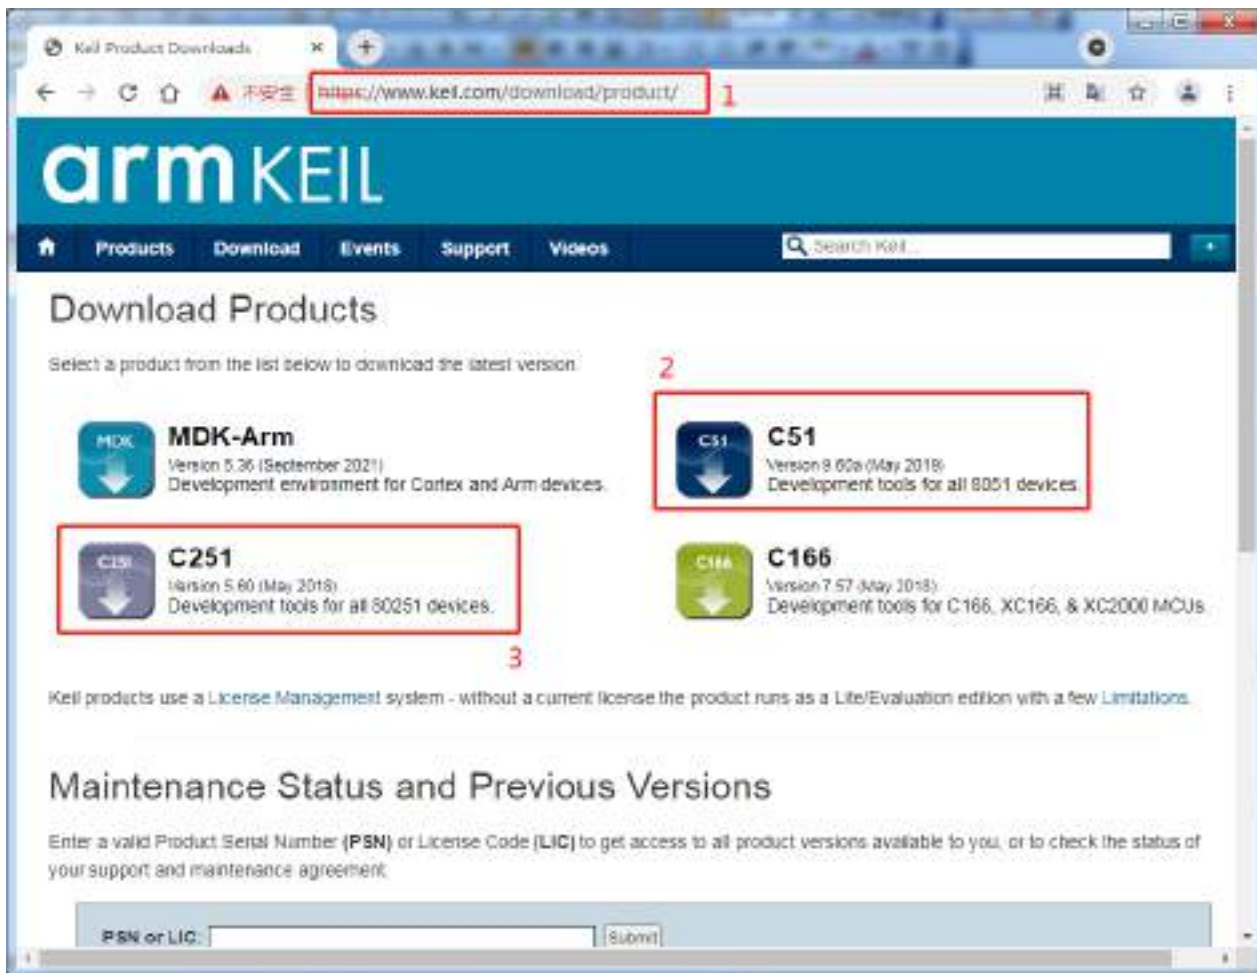 Keil Product Downloads
不安全 https://www.keil.com/download/product/ 1
arm KEIL
Products Download Events Support Videos Search Keil...
Download Products
Select a product from the list below to download the latest version.
2
MDK
MDK-Arm
Version 5.36 (September 2021)
Development environment for Cortex and Arm devices.
C51
C51
Version 9.60a (May 2019)
Development tools for all 8051 devices.
C251
C251
Version 5.60 (May 2018)
Development tools for all 80251 devices.
C166
C166
Version 7.57 (May 2018)
Development tools for C166, XC166, & XC2000 MCUs.
3
Keil products use a License Management system - without a current license the product runs as a Lite/Evaluation edition with a few Limitations.
Maintenance Status and Previous Versions
Enter a valid Product Serial Number (PSN) or License Code (LIC) to get access to all product versions available to you, or to check the status of
your support and maintenance agreement.
PSN or LIC: Submit